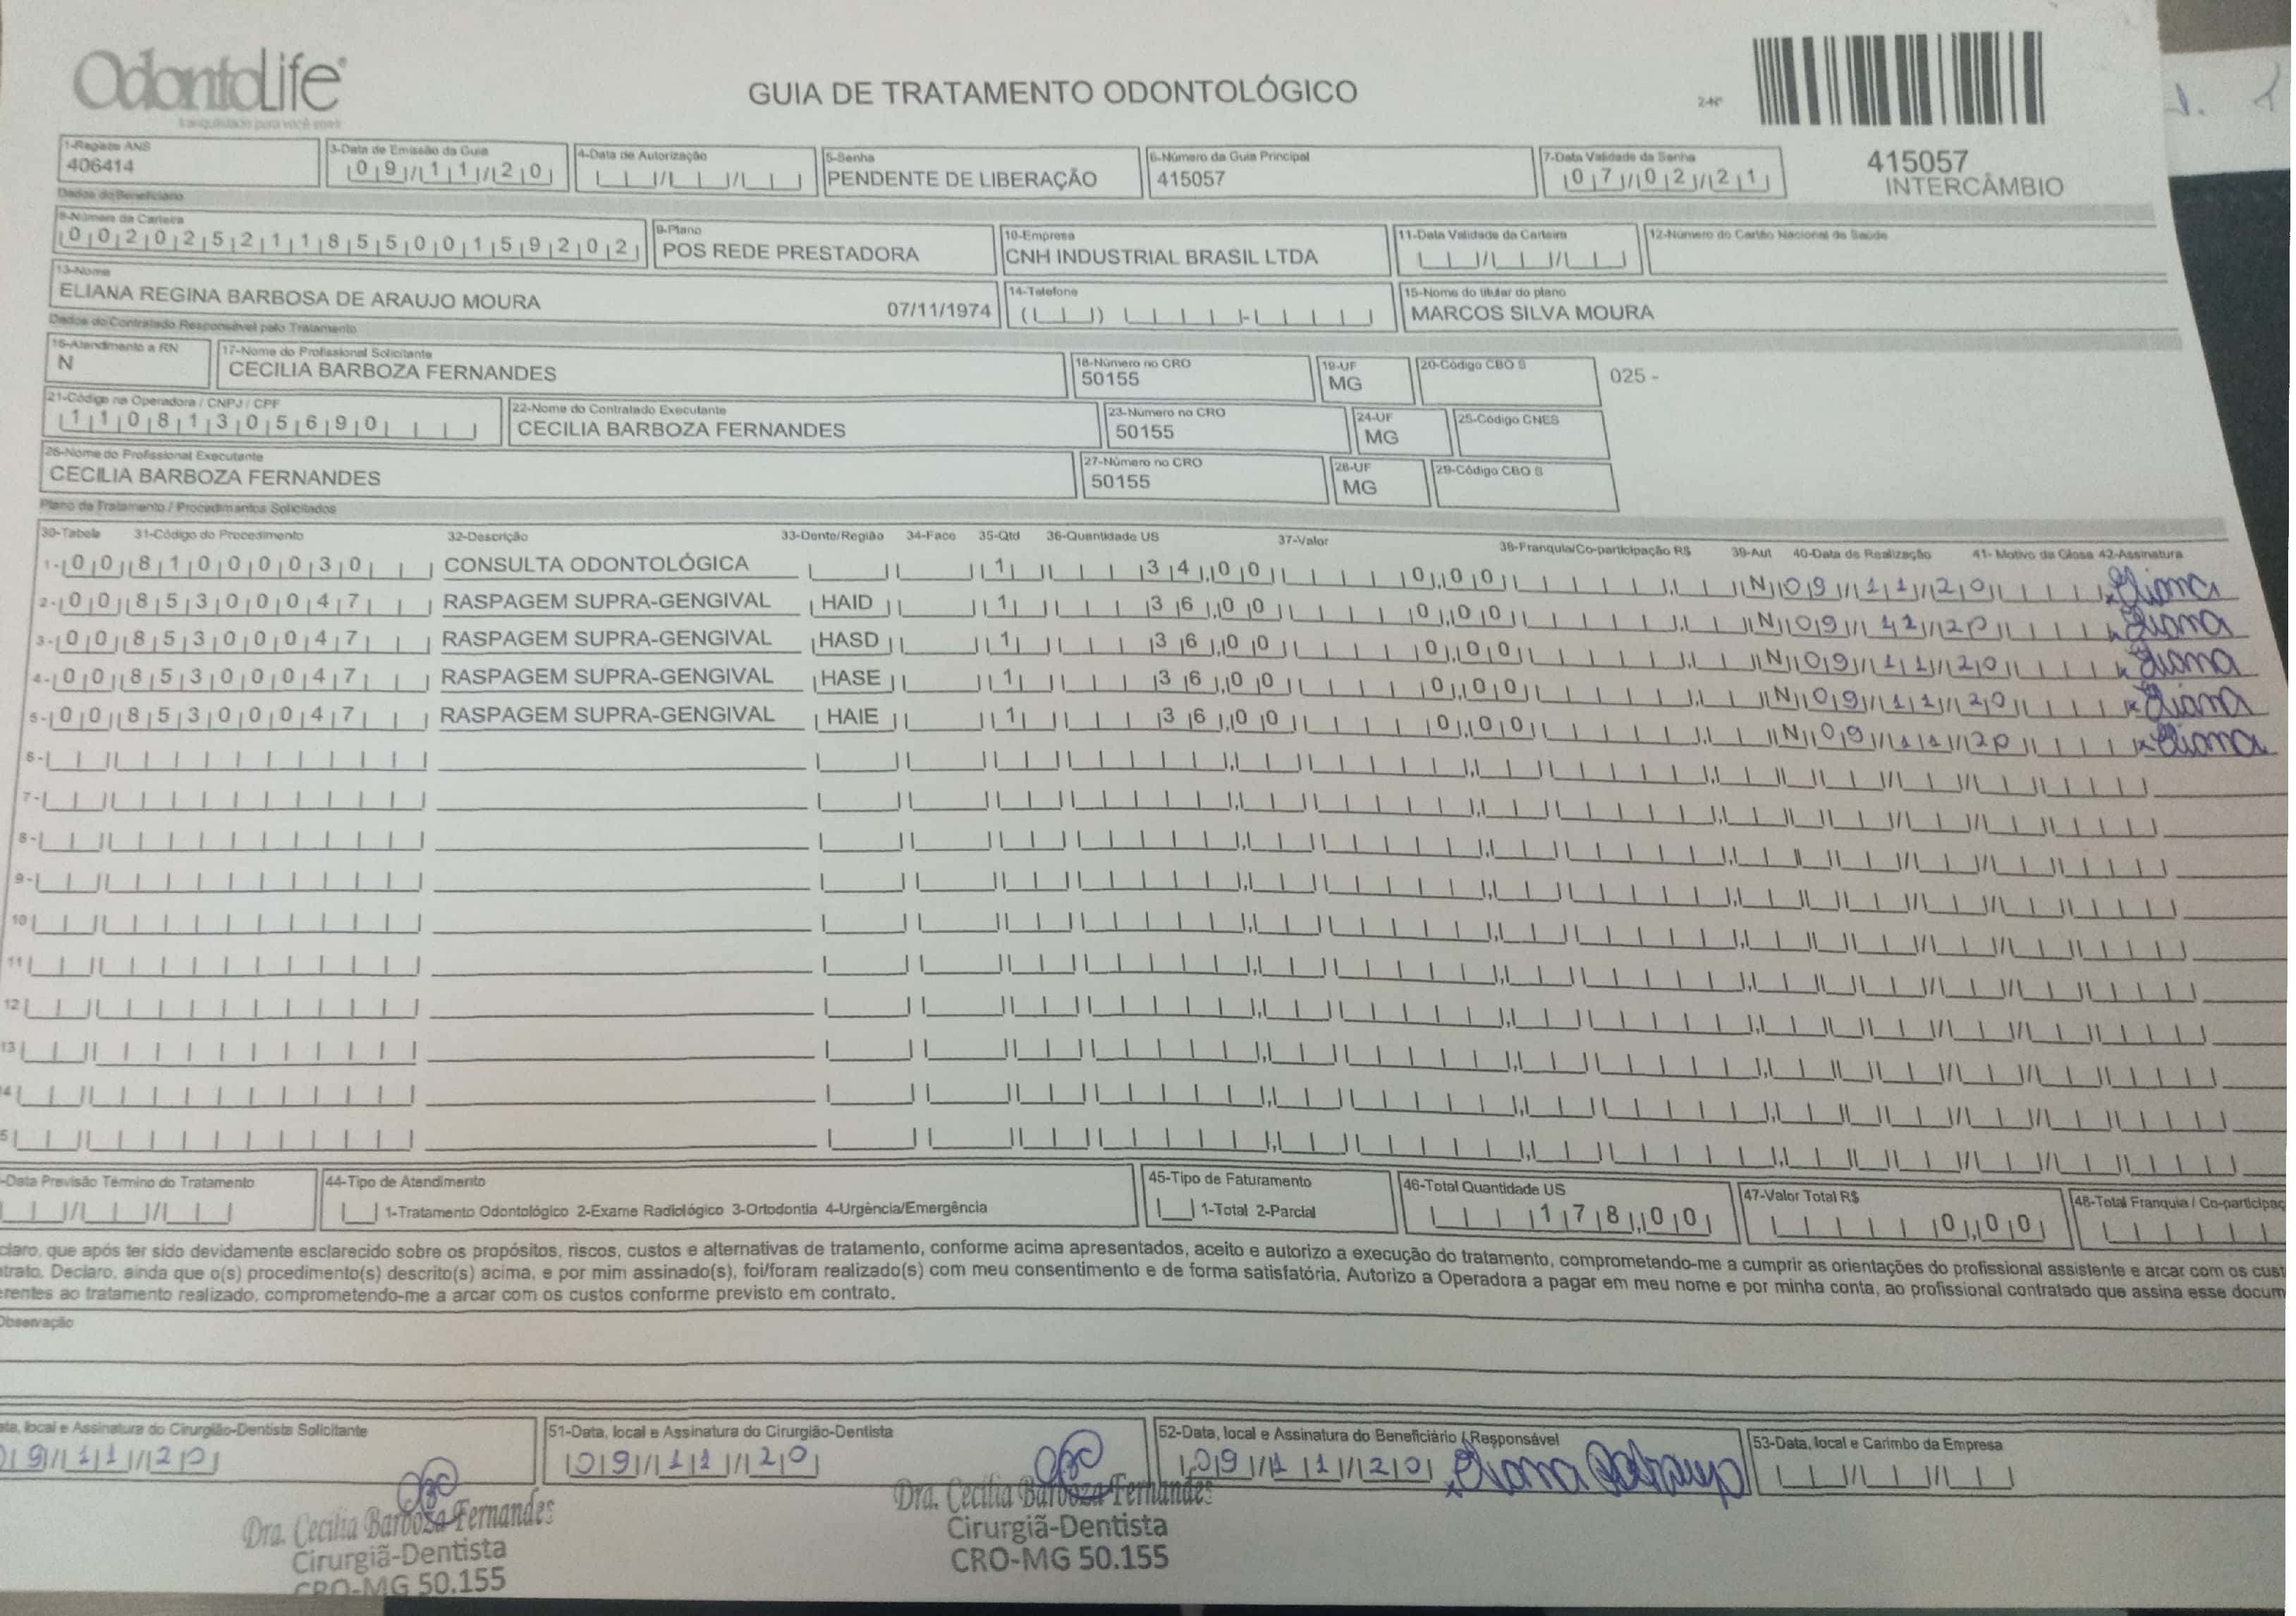 OdontoLife
tranquilidade para você sorrir
GUIA DE TRATAMENTO ODONTOLÓGICO
2-Nº
415057
INTERCÂMBIO
1-Registro ANS
406414
3-Data de Emissão da Guia
09/11/20
4-Data de Autorização
5-Senha
PENDENTE DE LIBERAÇÃO
6-Número da Guia Principal
415057
7-Data Validade da Senha
07/02/21
Dados do Beneficiário
8-Número da Carteira
00202521185500159202
9-Plano
POS REDE PRESTADORA
10-Empresa
CNH INDUSTRIAL BRASIL LTDA
11-Data Validade da Carteira
12-Número do Cartão Nacional de Saúde
13-Nome
ELIANA REGINA BARBOSA DE ARAUJO MOURA 07/11/1974
14-Telefone
15-Nome do titular do plano
MARCOS SILVA MOURA
Dados do Contratado Responsável pelo Tratamento
16-Atendimento a RN
N
17-Nome do Profissional Solicitante
CECILIA BARBOZA FERNANDES
18-Número no CRO
50155
19-UF
MG
20-Código CBO S
025 -
21-Código na Operadora / CNPJ / CPF
11081305690
22-Nome do Contratado Executante
CECILIA BARBOZA FERNANDES
23-Número no CRO
50155
24-UF
MG
25-Código CNES
26-Nome do Profissional Executante
CECILIA BARBOZA FERNANDES
27-Número no CRO
50155
28-UF
MG
29-Código CBO S
Plano de Tratamento / Procedimentos Solicitados
30-Tabela 31-Código do Procedimento 32-Descrição 33-Dente/Região 34-Face 35-Qtd 36-Quantidade US 37-Valor 38-Franquia/Co-participação R$ 39-Aut 40-Data de Realização 41- Motivo da Glosa 42-Assinatura
1- 00 81000030 CONSULTA ODONTOLÓGICA 1 34,00 0,00 N 09/11/20 Eliana
2- 00 85300047 RASPAGEM SUPRA-GENGIVAL HAID 1 36,00 0,00 N 09/11/20 Eliana
3- 00 85300047 RASPAGEM SUPRA-GENGIVAL HASD 1 36,00 0,00 N 09/11/20 Eliana
4- 00 85300047 RASPAGEM SUPRA-GENGIVAL HASE 1 36,00 0,00 N 09/11/20 Eliana
5- 00 85300047 RASPAGEM SUPRA-GENGIVAL HAIE 1 36,00 0,00 N 09/11/20 Eliana
6-
7-
8-
9-
10
11
12
13
4
5
-Data Previsão Término do Tratamento
44-Tipo de Atendimento
1-Tratamento Odontológico 2-Exame Radiológico 3-Ortodontia 4-Urgência/Emergência
45-Tipo de Faturamento
1-Total 2-Parcial
46-Total Quantidade US
178,00
47-Valor Total R$
0,00
48-Total Franquia / Co-participaç
claro, que após ter sido devidamente esclarecido sobre os propósitos, riscos, custos e alternativas de tratamento, conforme acima apresentados, aceito e autorizo a execução do tratamento, comprometendo-me a cumprir as orientações do profissional assistente e arcar com os cust
trato. Declaro, ainda que o(s) procedimento(s) descrito(s) acima, e por mim assinado(s), foi/foram realizado(s) com meu consentimento e de forma satisfatória. Autorizo a Operadora a pagar em meu nome e por minha conta, ao profissional contratado que assina esse docum
erentes ao tratamento realizado, comprometendo-me a arcar com os custos conforme previsto em contrato.
Observação
ata, local e Assinatura do Cirurgião-Dentista Solicitante
09/11/20
51-Data, local e Assinatura do Cirurgião-Dentista
09/11/20
52-Data, local e Assinatura do Beneficiário / Responsável
09/11/20 Eliana
53-Data, local e Carimbo da Empresa
Dra. Cecilia Barboza Fernandes
Cirurgiã-Dentista
CRO-MG 50.155
Dra. Cecilia Barboza Fernandes
Cirurgiã-Dentista
CRO-MG 50.155